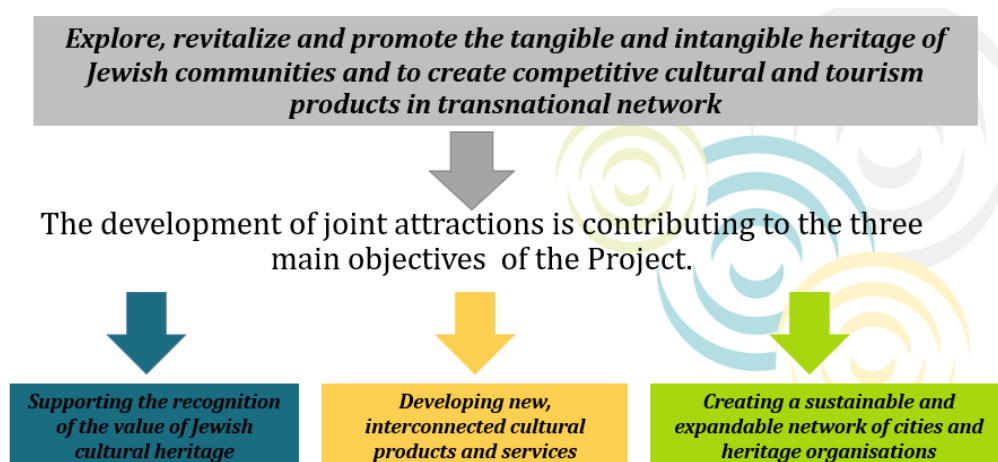 Explore, revitalize and promote the tangible and intangible heritage of
Jewish communities and to create competitive cultural and tourism
products in transnational network
The development of joint attractions is contributing to the three
main objectives  of the Project.
Supporting the recognition
of the value of Jewish
cultural heritage
Developing new,
interconnected cultural
products and services
Creating a sustainable and
expandable network of cities and
heritage organisations